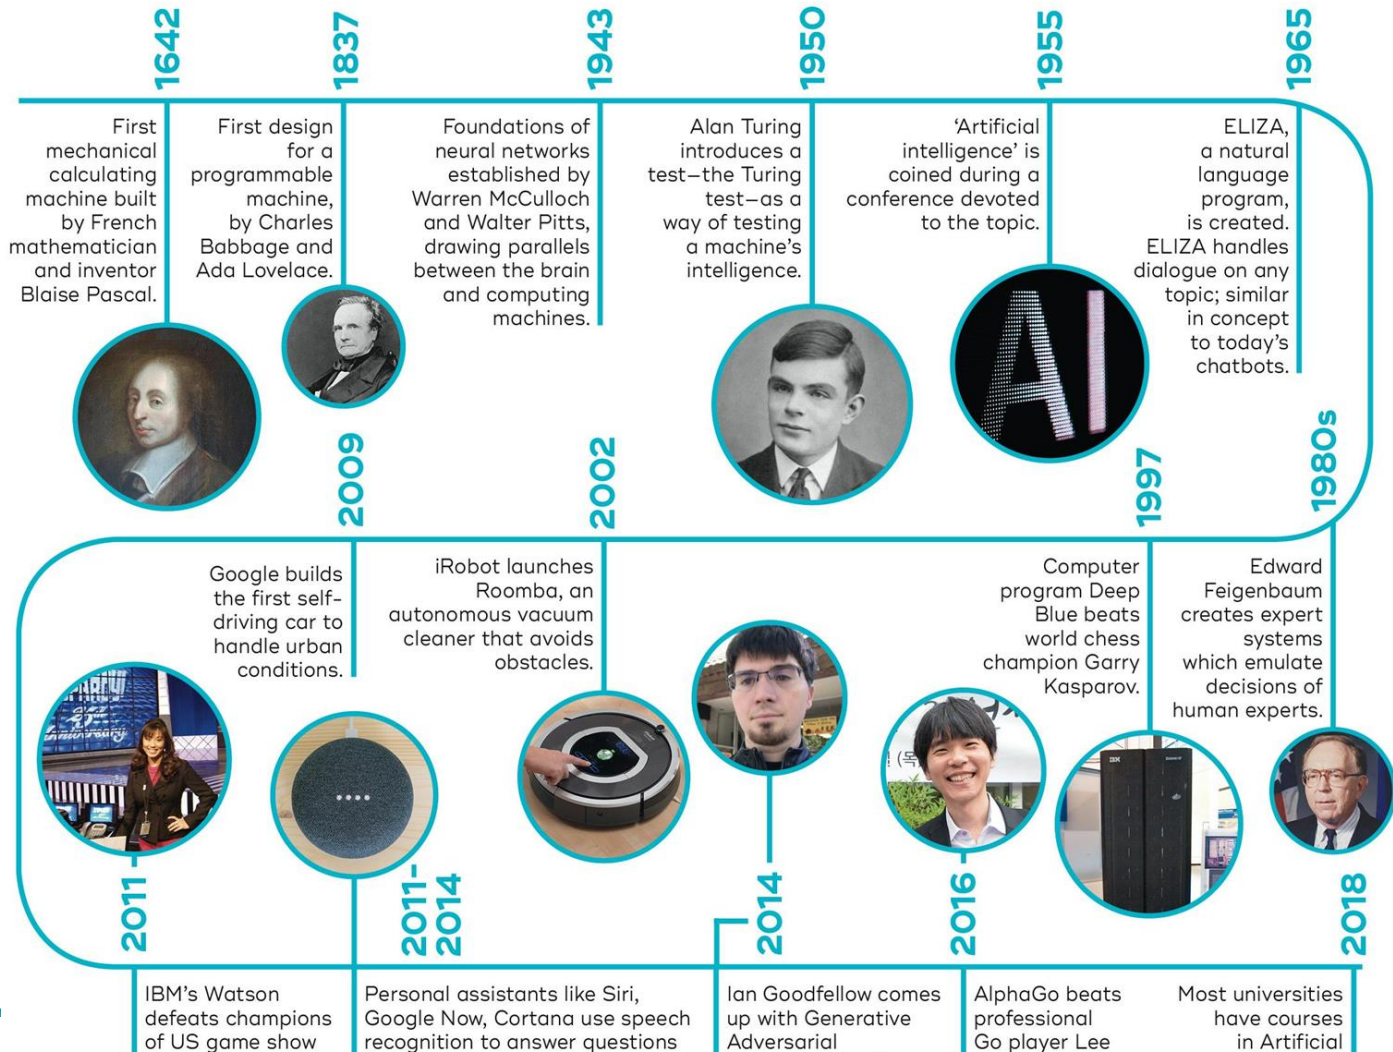 1642
First
mechanical
calculating
machine built
by French
mathematician
and inventor
Blaise Pascal.
1837
First design
for a
programmable
machine,
by Charles
Babbage and
Ada Lovelace.
1943
Foundations of
neural networks
established by
Warren McCulloch
and Walter Pitts,
drawing parallels
between the brain
and computing
machines.
1950
Alan Turing
introduces a
test—the Turing
test—as a
way of testing
a machine’s
intelligence.
1955
‘Artificial
intelligence’ is
coined during a
conference devoted
to the topic.
AI
1965
ELIZA,
a natural
language
program,
is created.
ELIZA handles
dialogue on any
topic; similar
in concept
to today’s
chatbots.
1980s
Edward
Feigenbaum
creates expert
systems
which emulate
decisions of
human experts.
1997
Computer
program Deep
Blue beats
world chess
champion Garry
Kasparov.
IBM
2002
iRobot launches
Roomba, an
autonomous vacuum
cleaner that avoids
obstacles.
2009
Google builds
the first self-
driving car to
handle urban
conditions.
2011
IBM’s Watson
defeats champions
of US game show
2011-
2014
Personal assistants like Siri,
Google Now, Cortana use speech
recognition to answer questions
2014
Ian Goodfellow comes
up with Generative
Adversarial
2016
AlphaGo beats
professional
Go player Lee
2018
Most universities
have courses
in Artificial